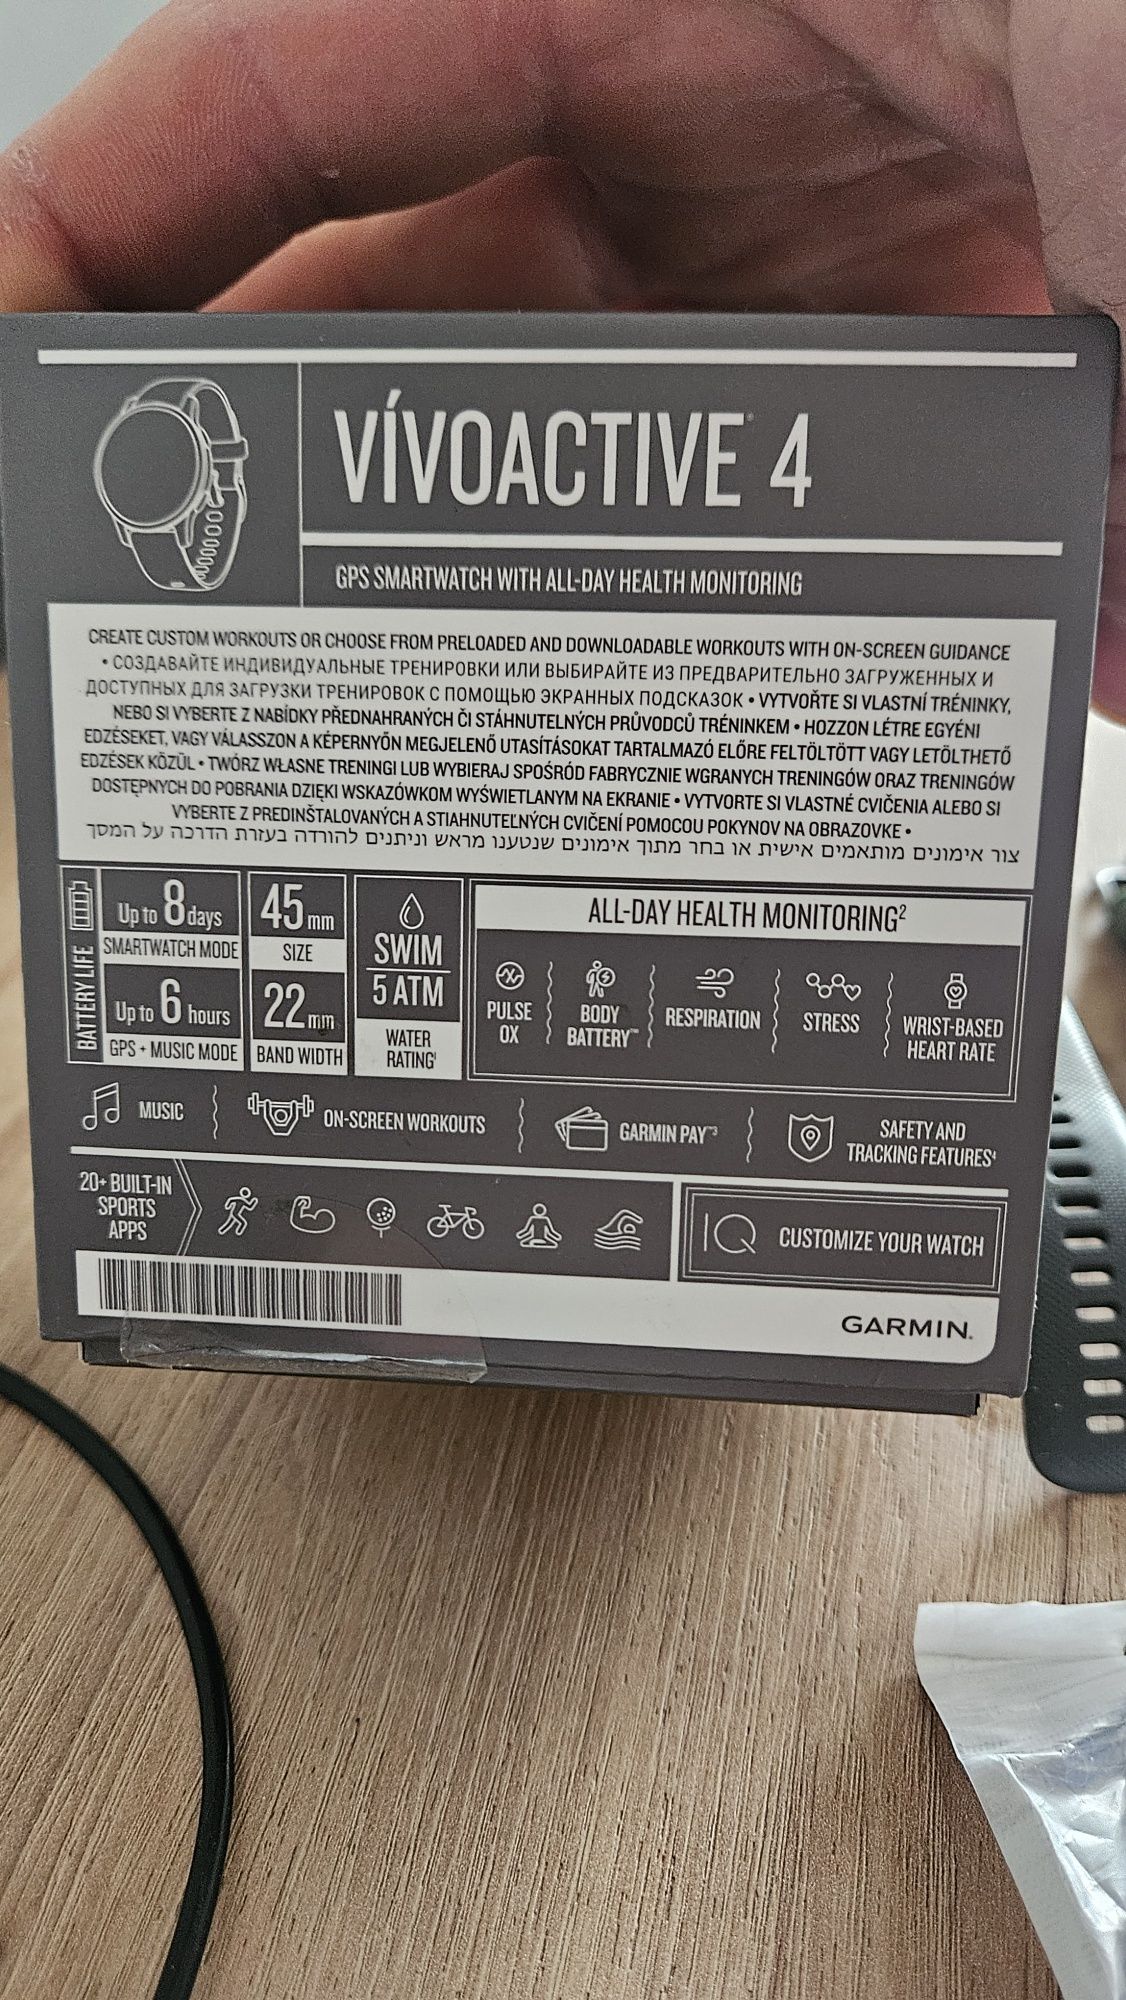 VÍVOACTIVE® 4
GPS SMARTWATCH WITH ALL-DAY HEALTH MONITORING
CREATE CUSTOM WORKOUTS OR CHOOSE FROM PRELOADED AND DOWNLOADABLE WORKOUTS WITH ON-SCREEN GUIDANCE
• СОЗДАВАЙТЕ ИНДИВИДУАЛЬНЫЕ ТРЕНИРОВКИ ИЛИ ВЫБИРАЙТЕ ИЗ ПРЕДВАРИТЕЛЬНО ЗАГРУЖЕННЫХ И
ДОСТУПНЫХ ДЛЯ ЗАГРУЗКИ ТРЕНИРОВОК С ПОМОЩЬЮ ЭКРАННЫХ ПОДСКАЗОК • VYTVOŘTE SI VLASTNÍ TRÉNINKY,
NEBO SI VYBERTE Z NABÍDKY PŘEDNAHRANÝCH ČI STÁHNUTELNÝCH PRŮVODCŮ TRÉNINKEM • HOZZON LÉTRE EGYÉNI
EDZÉSEKET, VAGY VÁLASSZON A KÉPERNYŐN MEGJELENŐ UTASÍTÁSOKAT TARTALMAZÓ ELŐRE FELTÖLTÖTT VAGY LETÖLTHETŐ
EDZÉSEK KÖZÜL • TWÓRZ WŁASNE TRENINGI LUB WYBIERAJ SPOŚRÓD FABRYCZNIE WGRANYCH TRENINGÓW ORAZ TRENINGÓW
DOSTĘPNYCH DO POBRANIA DZIĘKI WSKAZÓWKOM WYŚWIETLANYM NA EKRANIE • VYTVORTE SI VLASTNÉ CVIČENIA ALEBO SI
VYBERTE Z PREDINŠTALOVANÝCH A STIAHNUTEĽNÝCH CVIČENÍ POMOCOU POKYNOV NA OBRAZOVKE •
צור אימונים מותאמים אישית או בחר מתוך אימונים שנטענו מראש וניתנים להורדה בעזרת הדרכה על המסך
BATTERY LIFE
Up to 8 days
SMARTWATCH MODE
Up to 6 hours
GPS + MUSIC MODE
45 mm
SIZE
22 mm
BAND WIDTH
SWIM
5 ATM
WATER
RATING¹
ALL-DAY HEALTH MONITORING²
PULSE
OX
BODY
BATTERY™
RESPIRATION
STRESS
WRIST-BASED
HEART RATE
MUSIC
ON-SCREEN WORKOUTS
GARMIN PAY™³
SAFETY AND
TRACKING FEATURES⁴
20+ BUILT-IN
SPORTS
APPS
IQ
CUSTOMIZE YOUR WATCH
GARMIN.